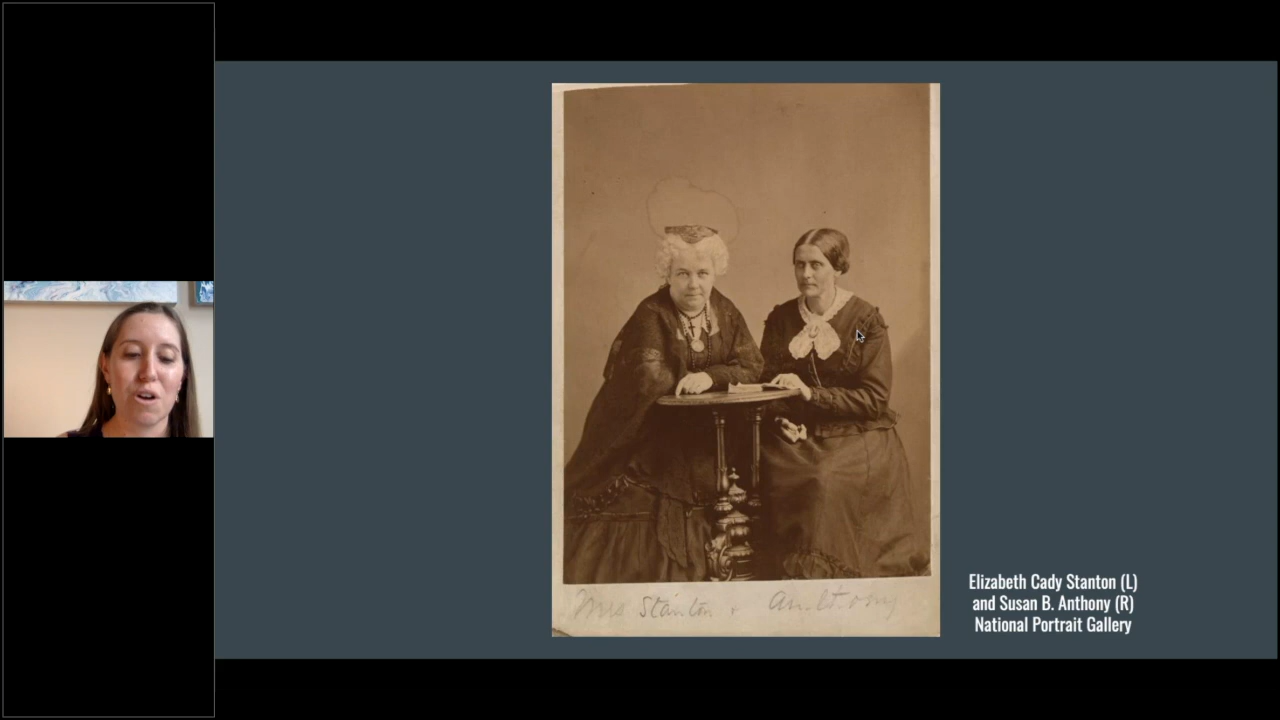 Mrs Stanton + Anthony
Elizabeth Cady Stanton (L)
and Susan B. Anthony (R)
National Portrait Gallery